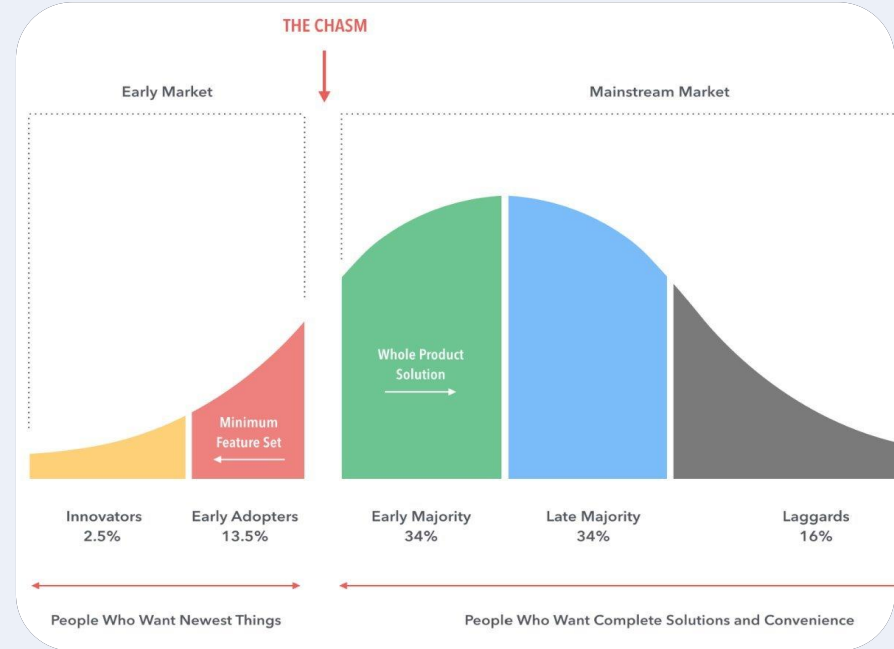 THE CHASM
Early Market
Mainstream Market
Whole Product
Solution
Minimum
Feature Set
Innovators
2.5%
Early Adopters
13.5%
Early Majority
34%
Late Majority
34%
Laggards
16%
People Who Want Newest Things
People Who Want Complete Solutions and Convenience